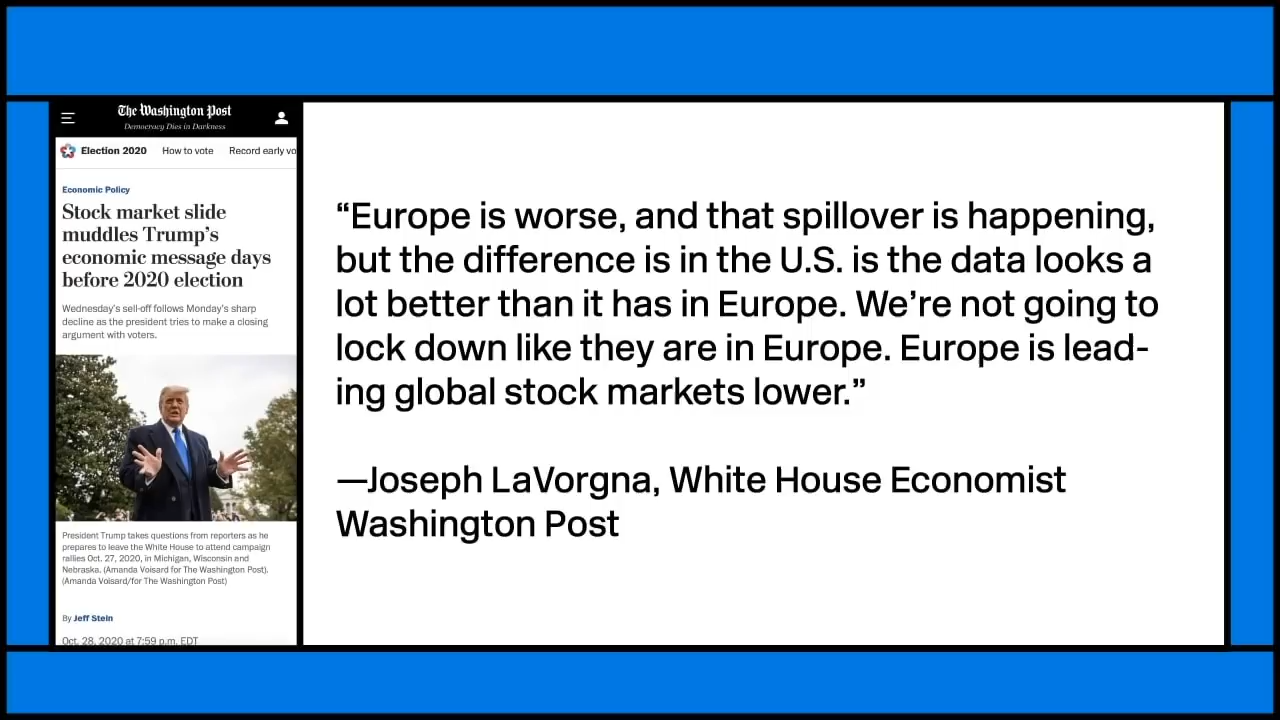 The Washington Post
Democracy Dies in Darkness
Election 2020 How to vote Record early vo
Economic Policy
Stock market slide
muddles Trump’s
economic message days
before 2020 election
Wednesday’s sell-off follows Monday’s sharp
decline as the president tries to make a closing
argument with voters.
President Trump takes questions from reporters as he
prepares to leave the White House to attend campaign
rallies Oct. 27, 2020, in Michigan, Wisconsin and
Nebraska. (Amanda Voisard for The Washington Post).
(Amanda Voisard/for The Washington Post)
By Jeff Stein
Oct. 28, 2020 at 7:59 p.m. EDT
“Europe is worse, and that spillover is happening,
but the difference is in the U.S. is the data looks a
lot better than it has in Europe. We’re not going to
lock down like they are in Europe. Europe is lead-
ing global stock markets lower.”
—Joseph LaVorgna, White House Economist
Washington Post